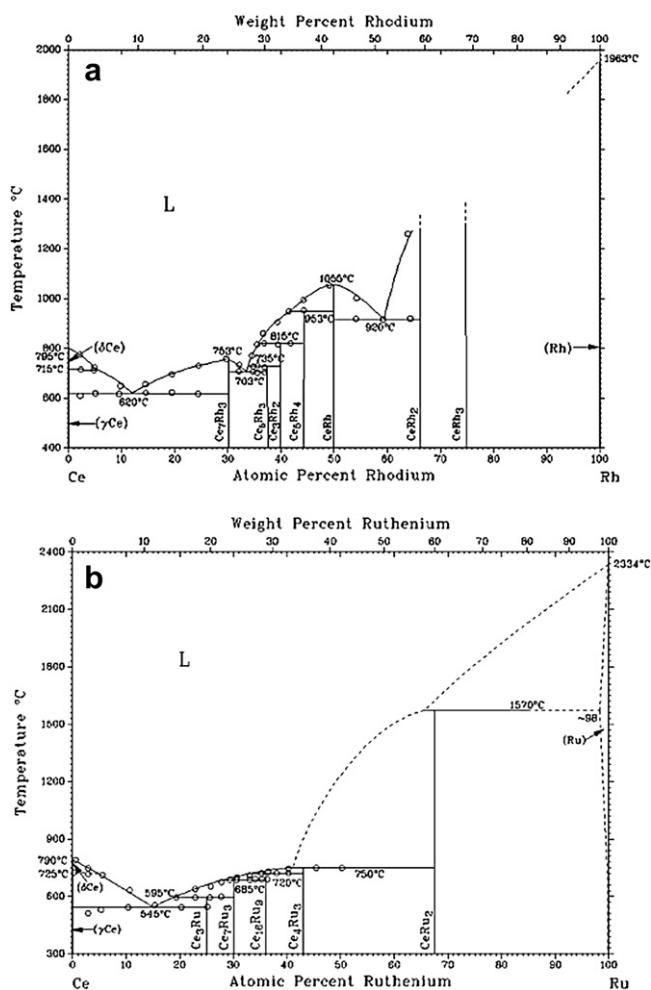 Weight Percent Rhodium
0 10 20 30 40 50 60 70 80 90 100
a
2000
1963°C
1800
1600
L
1400
Temperature °C
1200
1055°C
1000
953°C
920°C
815°C
(δCe)
795°C
800
753°C
735°C
(Rh)
715°C
703°C
620°C
600
(γCe)
Ce7Rh3
Ce5Rh3
Ce3Rh2
Ce5Rh4
CeRh
CeRh2
CeRh3
400
0 10 20 30 40 50 60 70 80 90 100
Ce
Atomic Percent Rhodium
Rh
Weight Percent Ruthenium
0 10 20 30 40 50 60 70 80 90 100
b
2400
2334°C
2100
L
1800
1570°C
~98
(Ru)
1500
Temperature °C
1200
900
790°C
725°C
(δCe)
750°C
720°C
685°C
595°C
600
545°C
(γCe)
Ce3Ru
Ce7Ru3
Ce16Ru9
Ce4Ru3
CeRu2
300
0 10 20 30 40 50 60 70 80 90 100
Ce
Atomic Percent Ruthenium
Ru